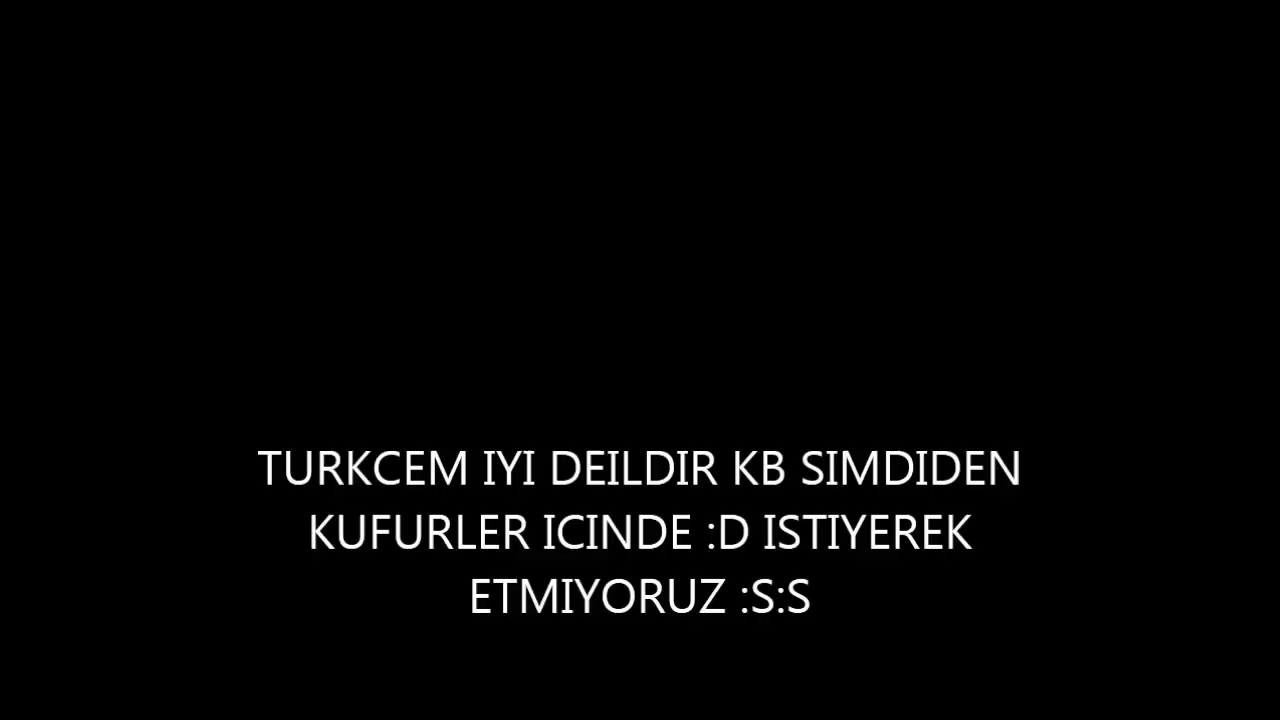 TURKCEM IYI DEILDIR KB SIMDIDEN
KUFURLER ICINDE :D ISTIYEREK
ETMIYORUZ :S:S